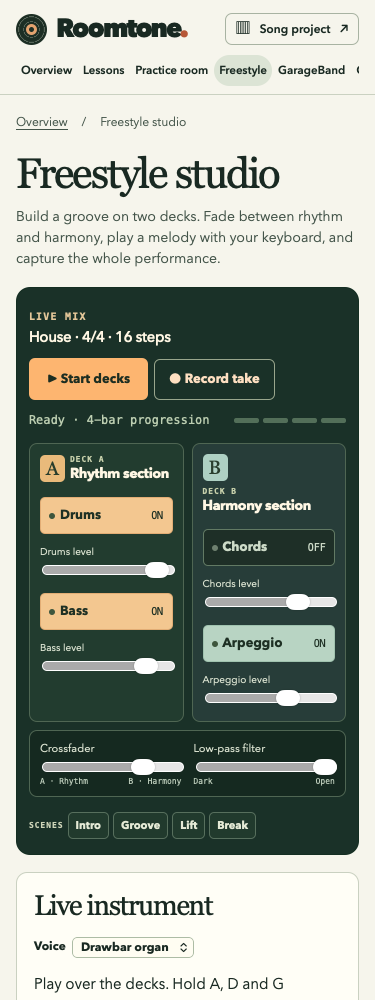 Roomtone.
Song project ↗
Overview Lessons Practice room Freestyle GarageBand
Overview / Freestyle studio
Freestyle studio
Build a groove on two decks. Fade between rhythm
and harmony, play a melody with your keyboard, and
capture the whole performance.
LIVE MIX
House · 4/4 · 16 steps
► Start decks
● Record take
Ready · 4-bar progression
A
DECK A
Rhythm section
Drums ON
Drums level
Bass ON
Bass level
B
DECK B
Harmony section
Chords OFF
Chords level
Arpeggio ON
Arpeggio level
Crossfader
A · Rhythm B · Harmony
Low-pass filter
Dark Open
SCENES Intro Groove Lift Break
Live instrument
Voice Drawbar organ
Play over the decks. Hold A, D and G